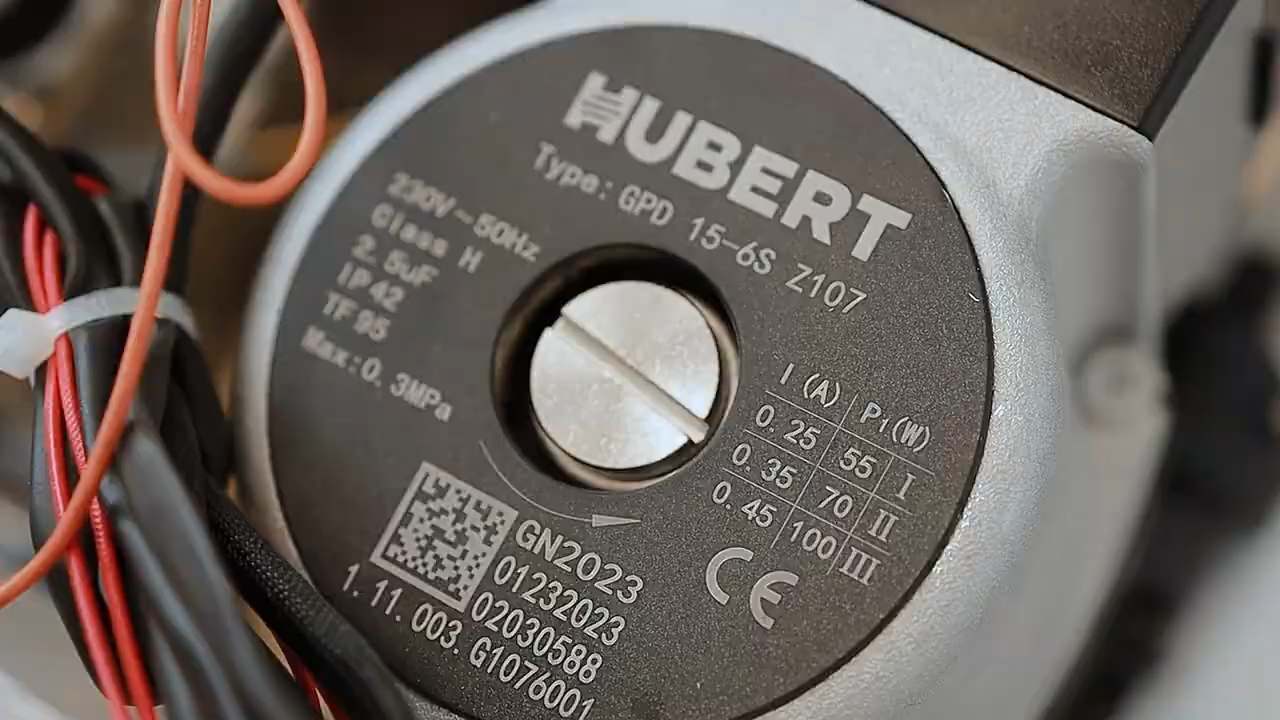 HUBERT
Type: GPD 15-6S Z107
230V~50Hz
Class H
2.5uF
IP42
TF95
Max:0.3MPa
I (A) P₁(W)
0.25 55 I
0.35 70 II
0.45 100 III
CE
GN2023
01232023
02030588
1.11.003.G1076001